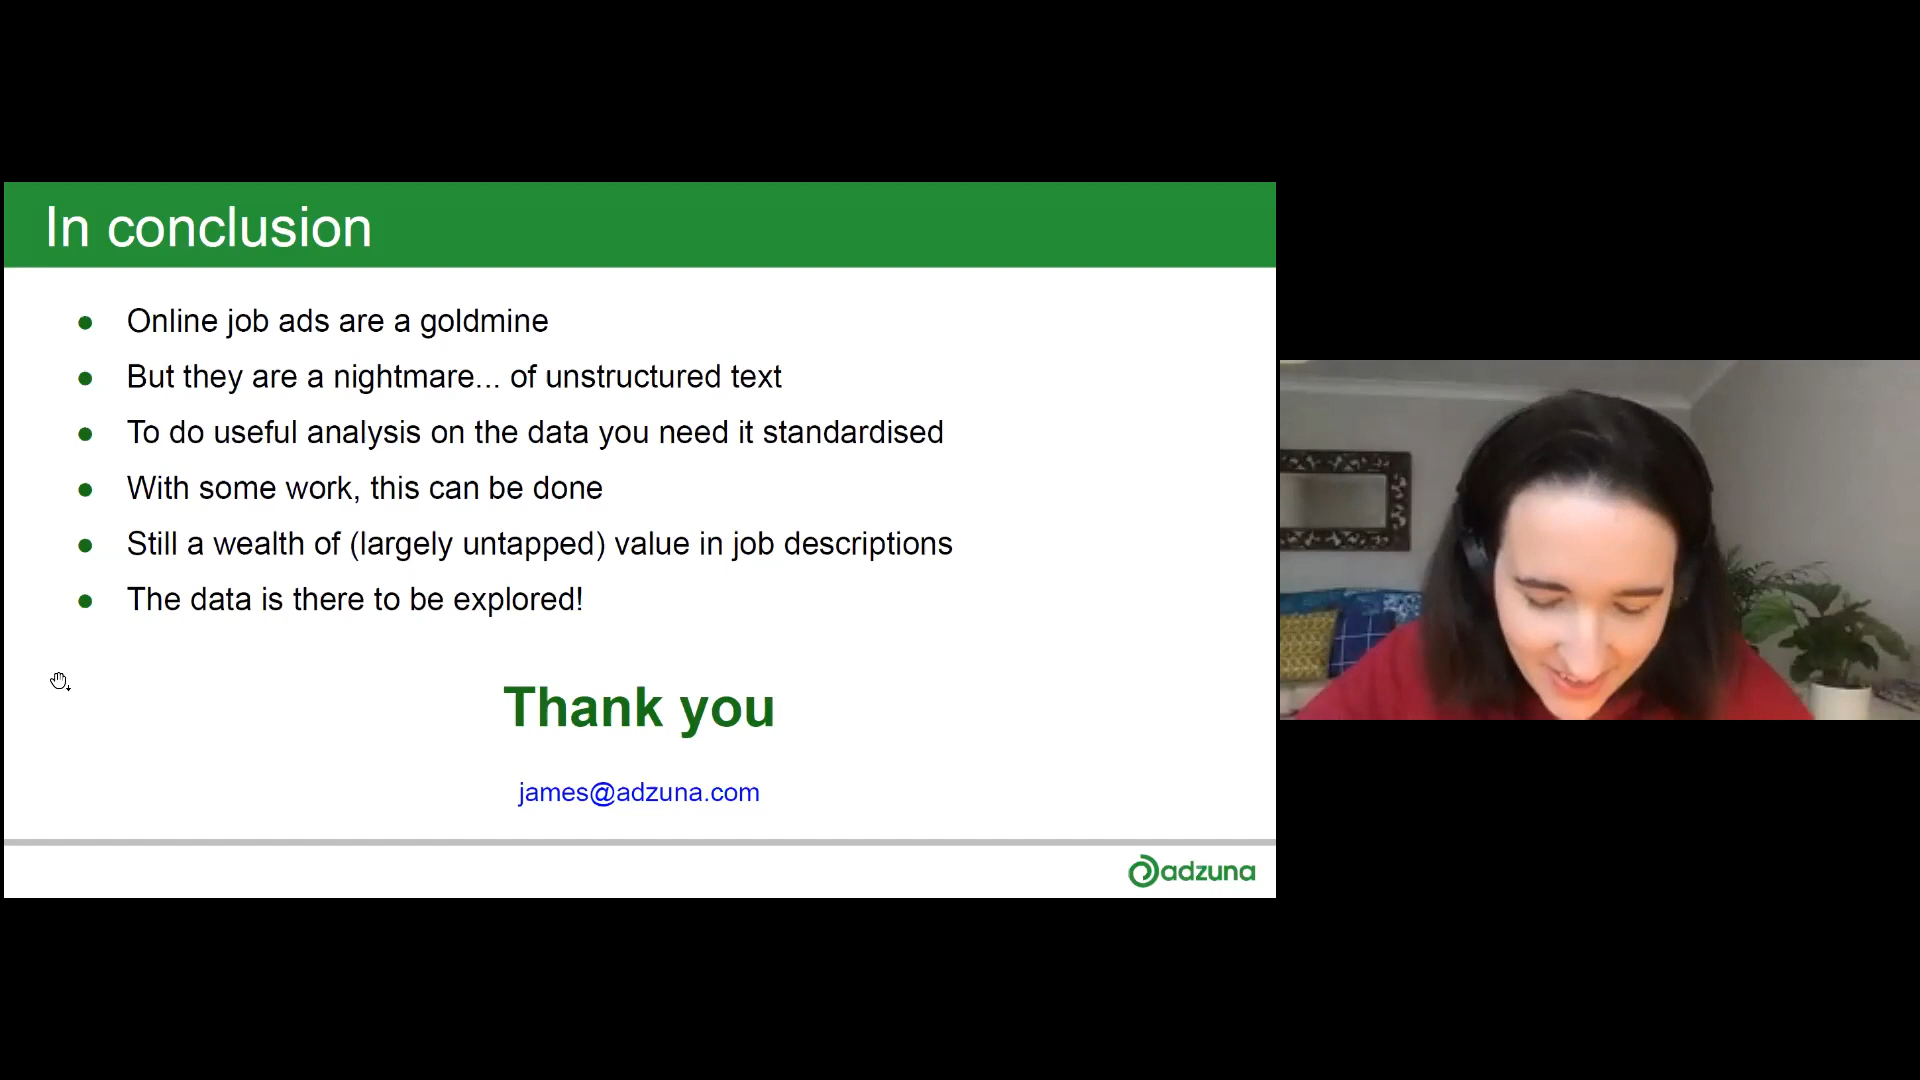 In conclusion
Online job ads are a goldmine
But they are a nightmare... of unstructured text
To do useful analysis on the data you need it standardised
With some work, this can be done
Still a wealth of (largely untapped) value in job descriptions
The data is there to be explored!
Thank you
james@adzuna.com
adzuna